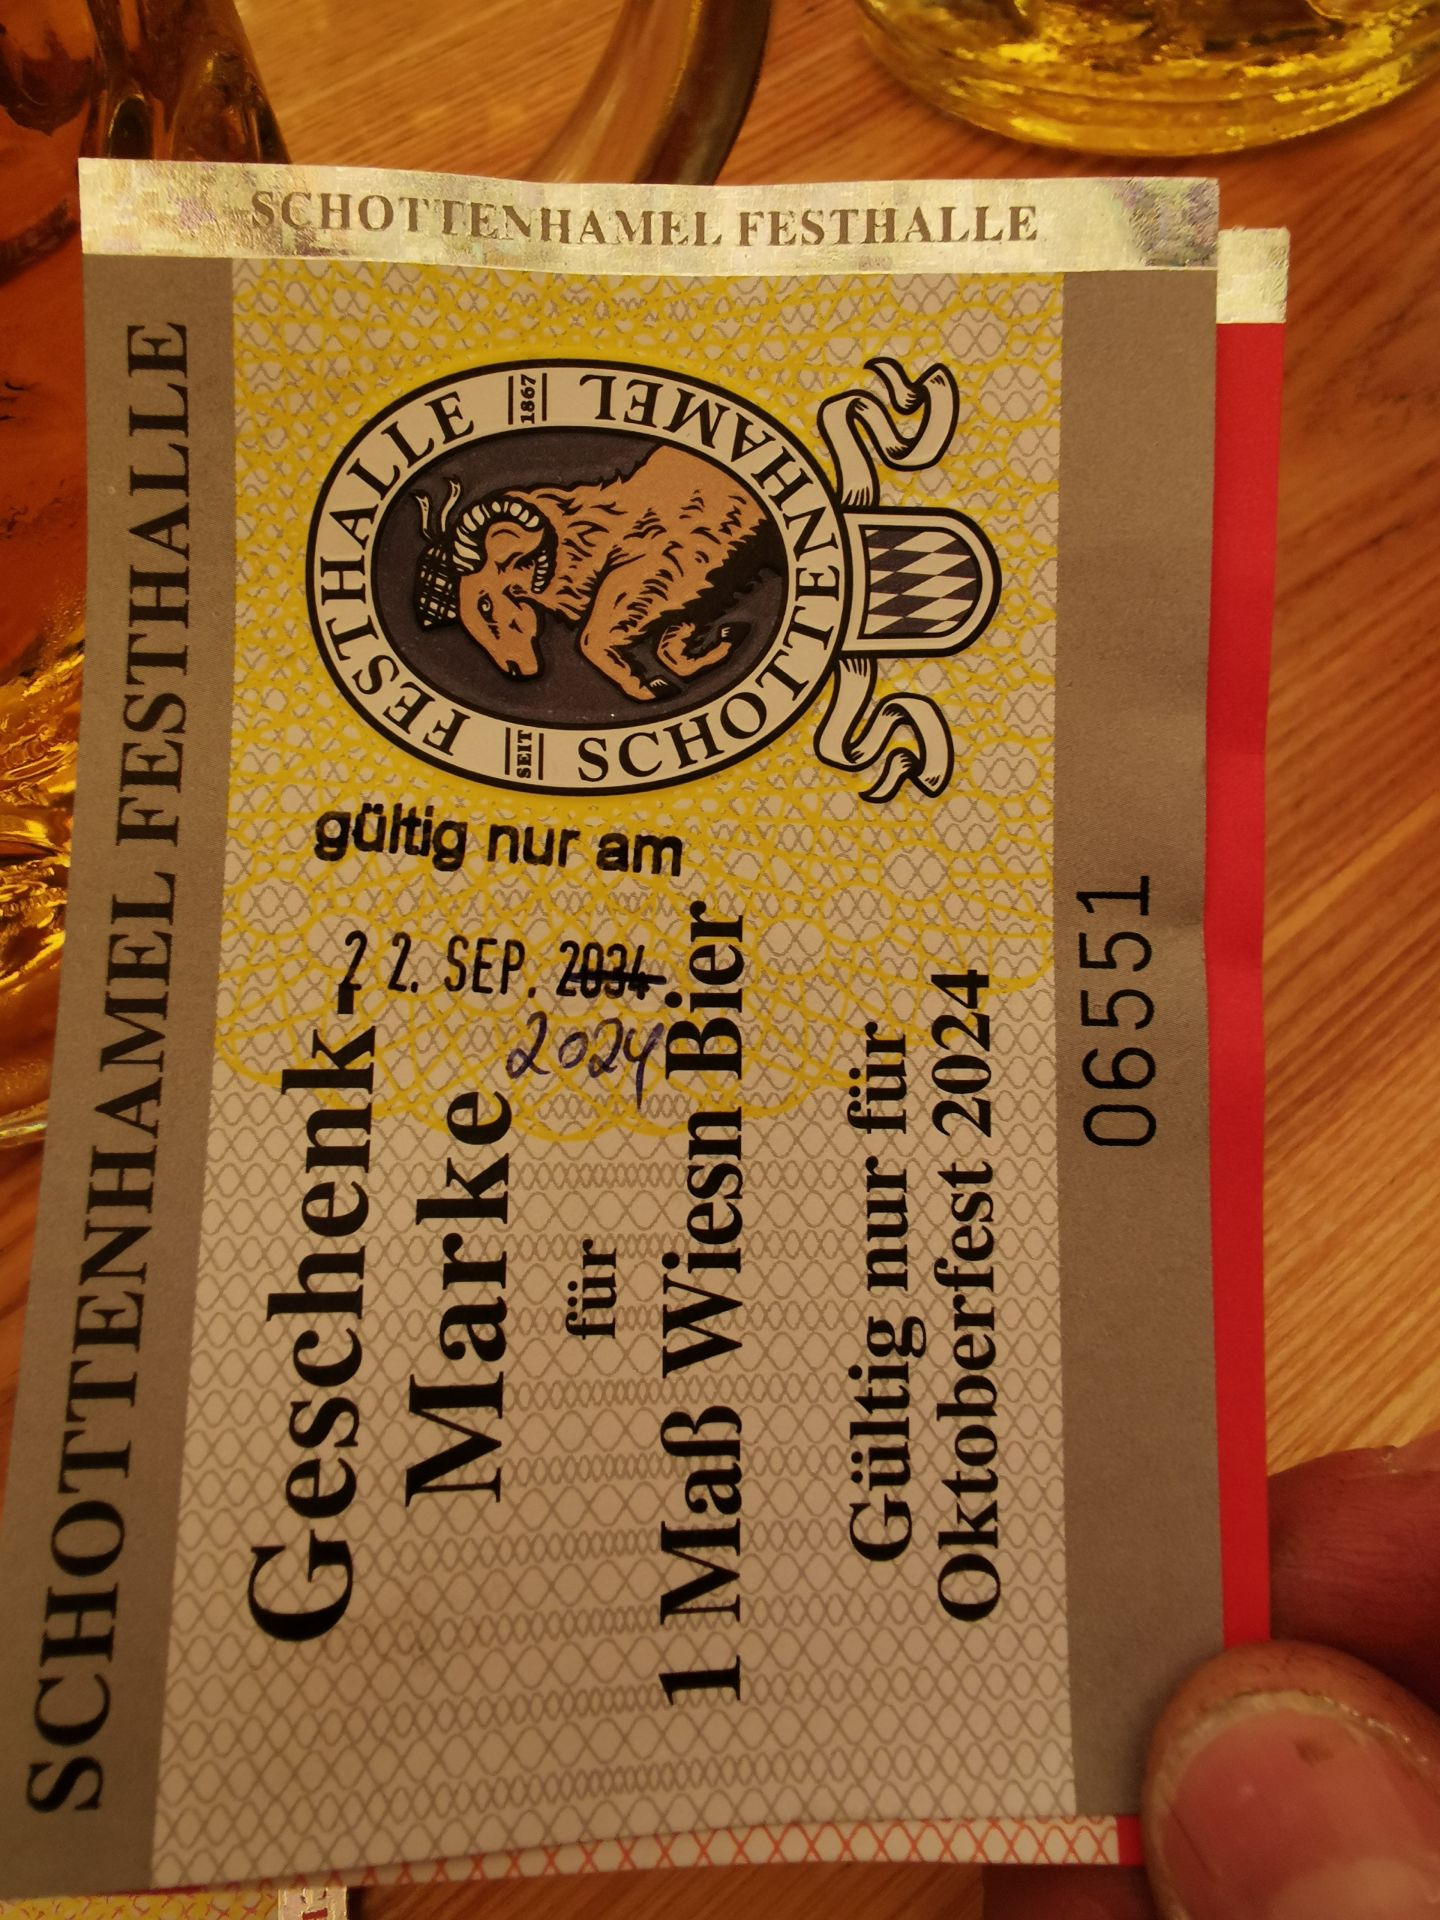 SCHOTTENHAMEL FESTHALLE
SCHOTTENHAMEL FESTHALLE
FESTHALLE SCHOTTENHAMEL
SEIT 1867
gültig nur am
22. SEP. 2034
2024
Geschenk-
Marke
für
1 Maß Wiesn Bier
Gültig nur für
Oktoberfest 2024
06551